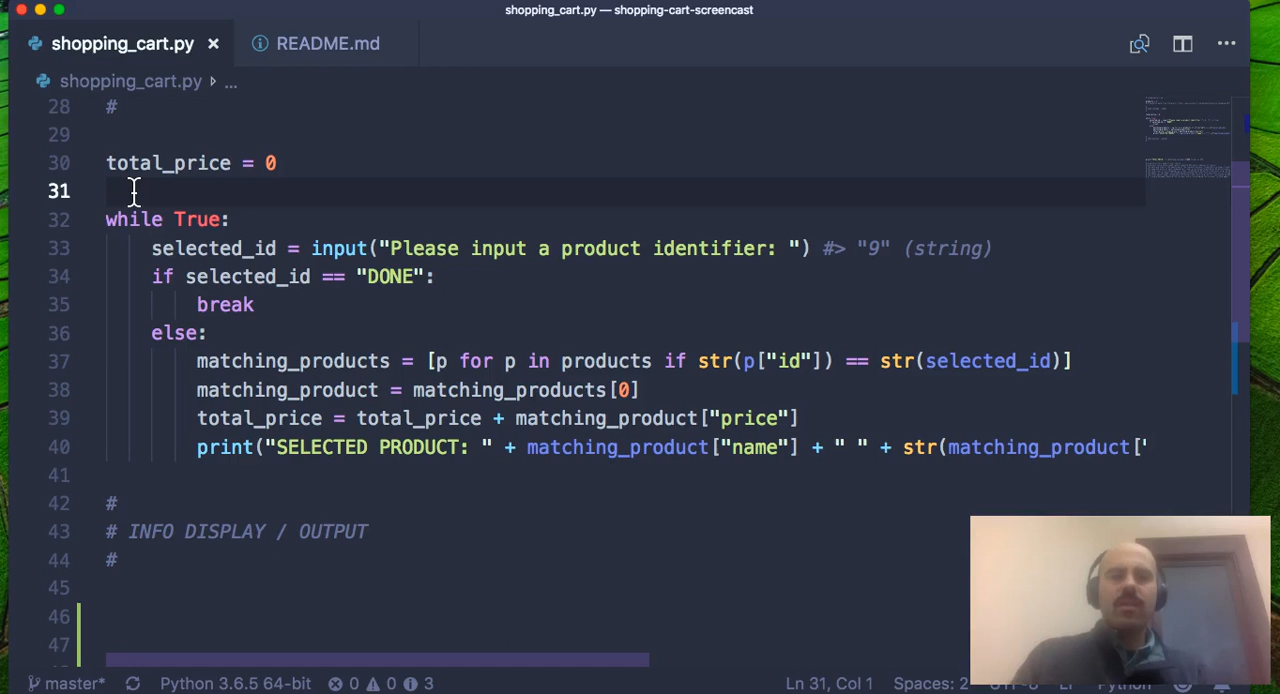 shopping_cart.py — shopping-cart-screencast
shopping_cart.py × README.md
shopping_cart.py ...
28 #
29
30 total_price = 0
31
32 while True:
33 selected_id = input("Please input a product identifier: ") #> "9" (string)
34 if selected_id == "DONE":
35 break
36 else:
37 matching_products = [p for p in products if str(p["id"]) == str(selected_id)]
38 matching_product = matching_products[0]
39 total_price = total_price + matching_product["price"]
40 print("SELECTED PRODUCT: " + matching_product["name"] + " " + str(matching_product["
41
42 #
43 # INFO DISPLAY / OUTPUT
44 #
45
46
47
master* Python 3.6.5 64-bit 0 0 3 Ln 31, Col 1 Spaces: 2